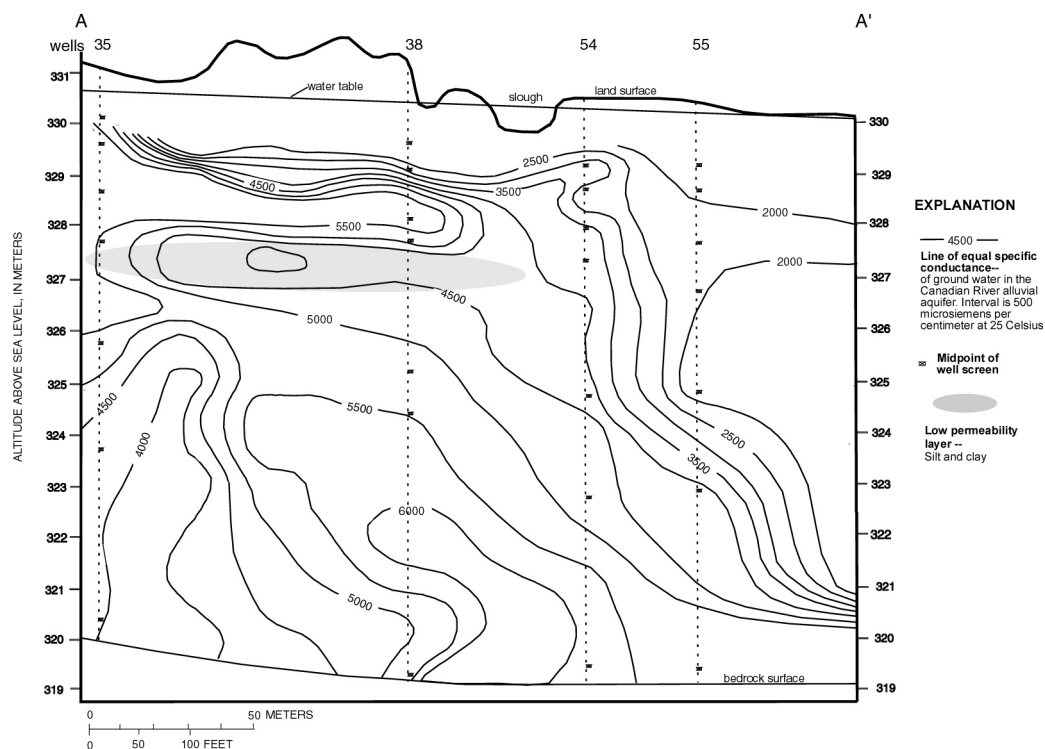 A
A'
wells 35
38
54
55
331
water table
slough
land surface
330
330
2500
329
329
4500
3500
EXPLANATION
2000
328
328
5500
4500
2000
Line of equal specific
conductance--
of ground water in the
Canadian River alluvial
aquifer. Interval is 500
microsiemens per
centimeter at 25 Celsius
327
327
4500
5000
326
326
Midpoint of
well screen
325
325
4500
5500
Low permeability
layer --
Silt and clay
324
324
4000
2500
3500
323
323
6000
322
322
321
321
5000
320
320
319
319
bedrock surface
ALTITUDE ABOVE SEA LEVEL, IN METERS
0 50 METERS
0 50 100 FEET